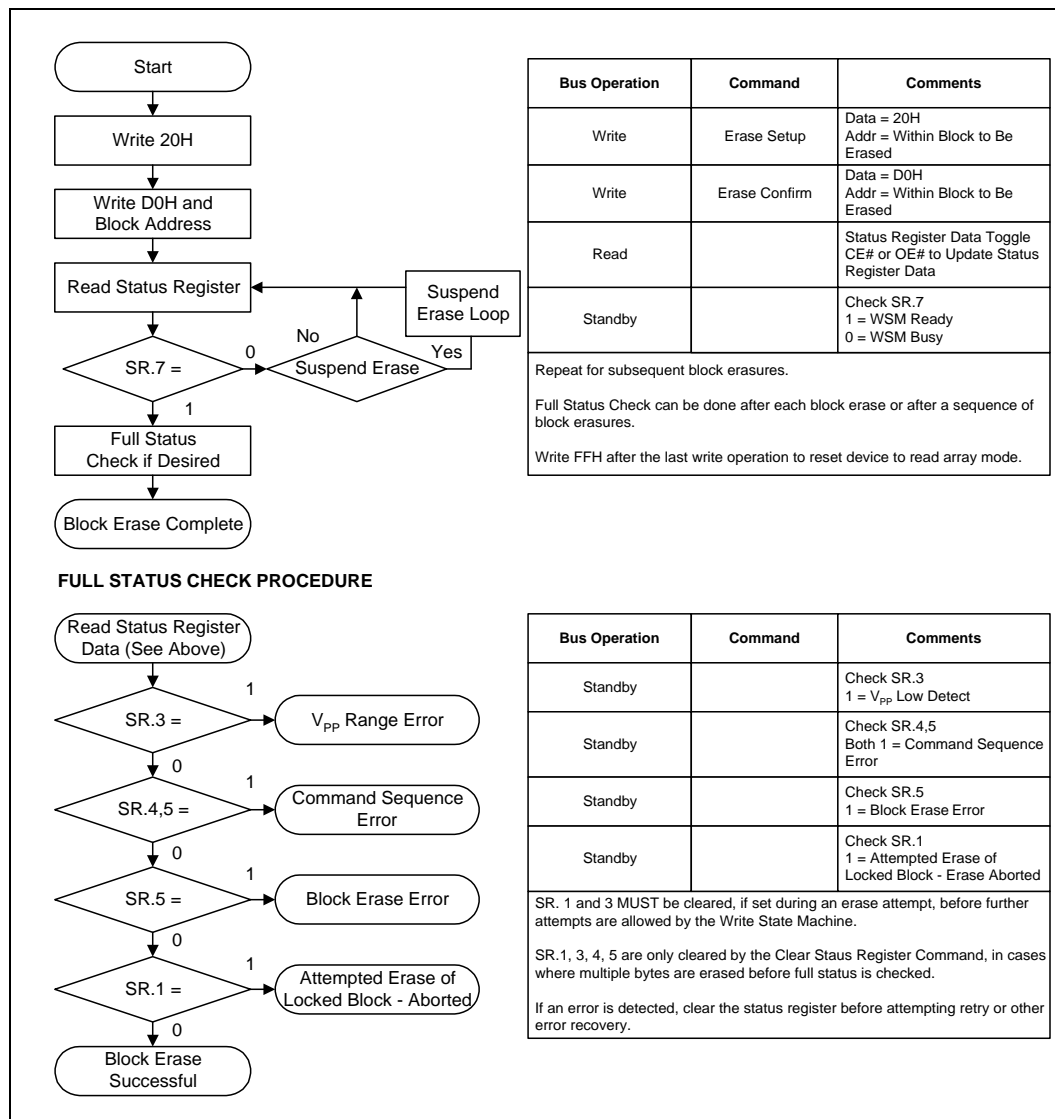 Start
Write 20H
Write D0H and
Block Address
Read Status Register
Suspend
Erase Loop
No
Yes
0
SR.7 =
Suspend Erase
1
Full Status
Check if Desired
Block Erase Complete
Bus Operation Command Comments
Write Erase Setup Data = 20H
Addr = Within Block to Be
Erased
Write Erase Confirm Data = D0H
Addr = Within Block to Be
Erased
Read Status Register Data Toggle
CE# or OE# to Update Status
Register Data
Standby Check SR.7
1 = WSM Ready
0 = WSM Busy
Repeat for subsequent block erasures.
Full Status Check can be done after each block erase or after a sequence of
block erasures.
Write FFH after the last write operation to reset device to read array mode.
FULL STATUS CHECK PROCEDURE
Read Status Register
Data (See Above)
1
SR.3 =
VPP Range Error
0
1
SR.4,5 =
Command Sequence
Error
0
1
SR.5 =
Block Erase Error
0
1
SR.1 =
Attempted Erase of
Locked Block - Aborted
0
Block Erase
Successful
Bus Operation Command Comments
Standby Check SR.3
1 = VPP Low Detect
Standby Check SR.4,5
Both 1 = Command Sequence
Error
Standby Check SR.5
1 = Block Erase Error
Standby Check SR.1
1 = Attempted Erase of
Locked Block - Erase Aborted
SR. 1 and 3 MUST be cleared, if set during an erase attempt, before further
attempts are allowed by the Write State Machine.
SR.1, 3, 4, 5 are only cleared by the Clear Staus Register Command, in cases
where multiple bytes are erased before full status is checked.
If an error is detected, clear the status register before attempting retry or other
error recovery.